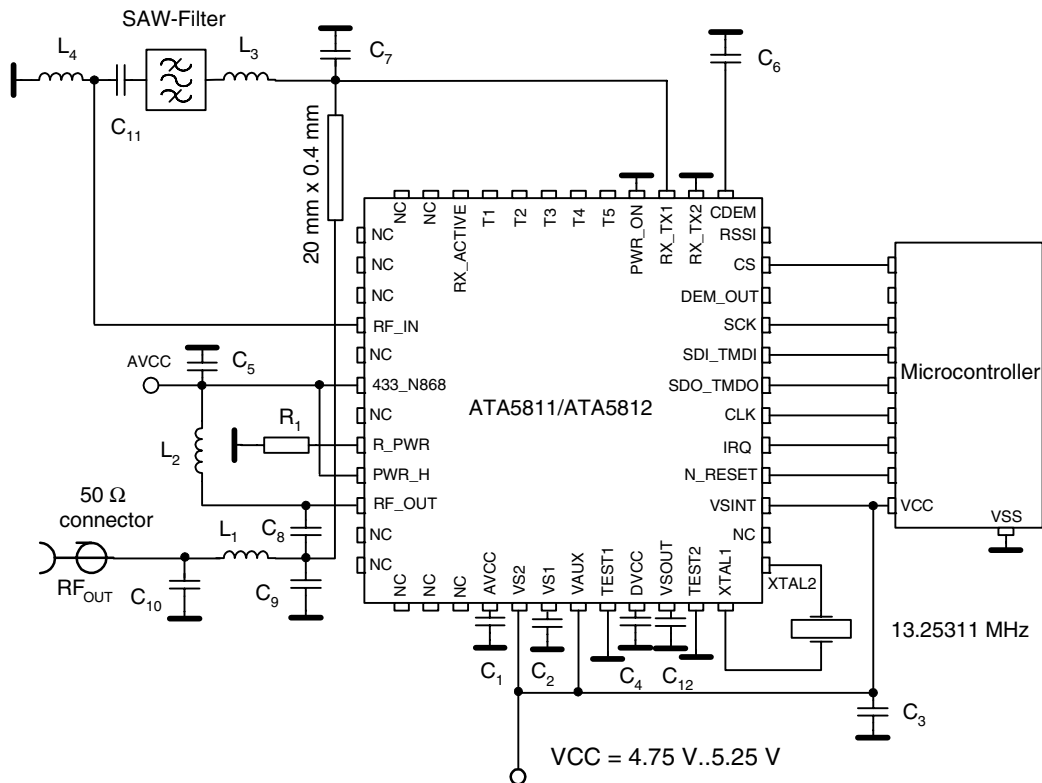 SAW-Filter
L4
L3
C7
C6
C11
20 mm x 0.4 mm
NC
NC
RX_ACTIVE
T1
T2
T3
T4
T5
PWR_ON
RX_TX1
RX_TX2
CDEM
NC
NC
NC
RF_IN
NC
433_N868
NC
R_PWR
PWR_H
RF_OUT
NC
NC
RSSI
CS
DEM_OUT
SCK
SDI_TMDI
SDO_TMDO
CLK
IRQ
N_RESET
VSINT
NC
XTAL2
ATA5811/ATA5812
Microcontroller
VCC
VSS
AVCC
C5
R1
L2
50 Ω
connector
L1
C8
RFOUT
C10
C9
NC
NC
NC
AVCC
VS2
VS1
VAUX
TEST1
DVCC
VSOUT
TEST2
XTAL1
13.25311 MHz
C1
C2
C4
C12
C3
VCC = 4.75 V..5.25 V